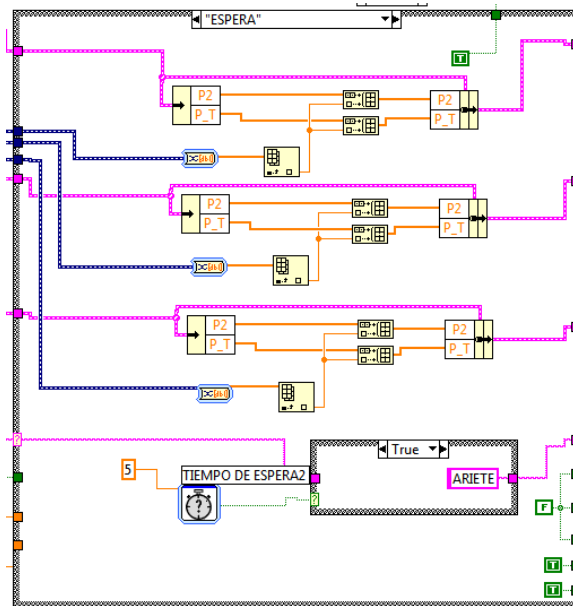 "ESPERA"
T
P2
P_T
P2
P_T
P2
P_T
P2
P_T
P2
P_T
P2
P_T
?
True
5
TIEMPO DE ESPERA2
ARIETE
?
?
F
T
T